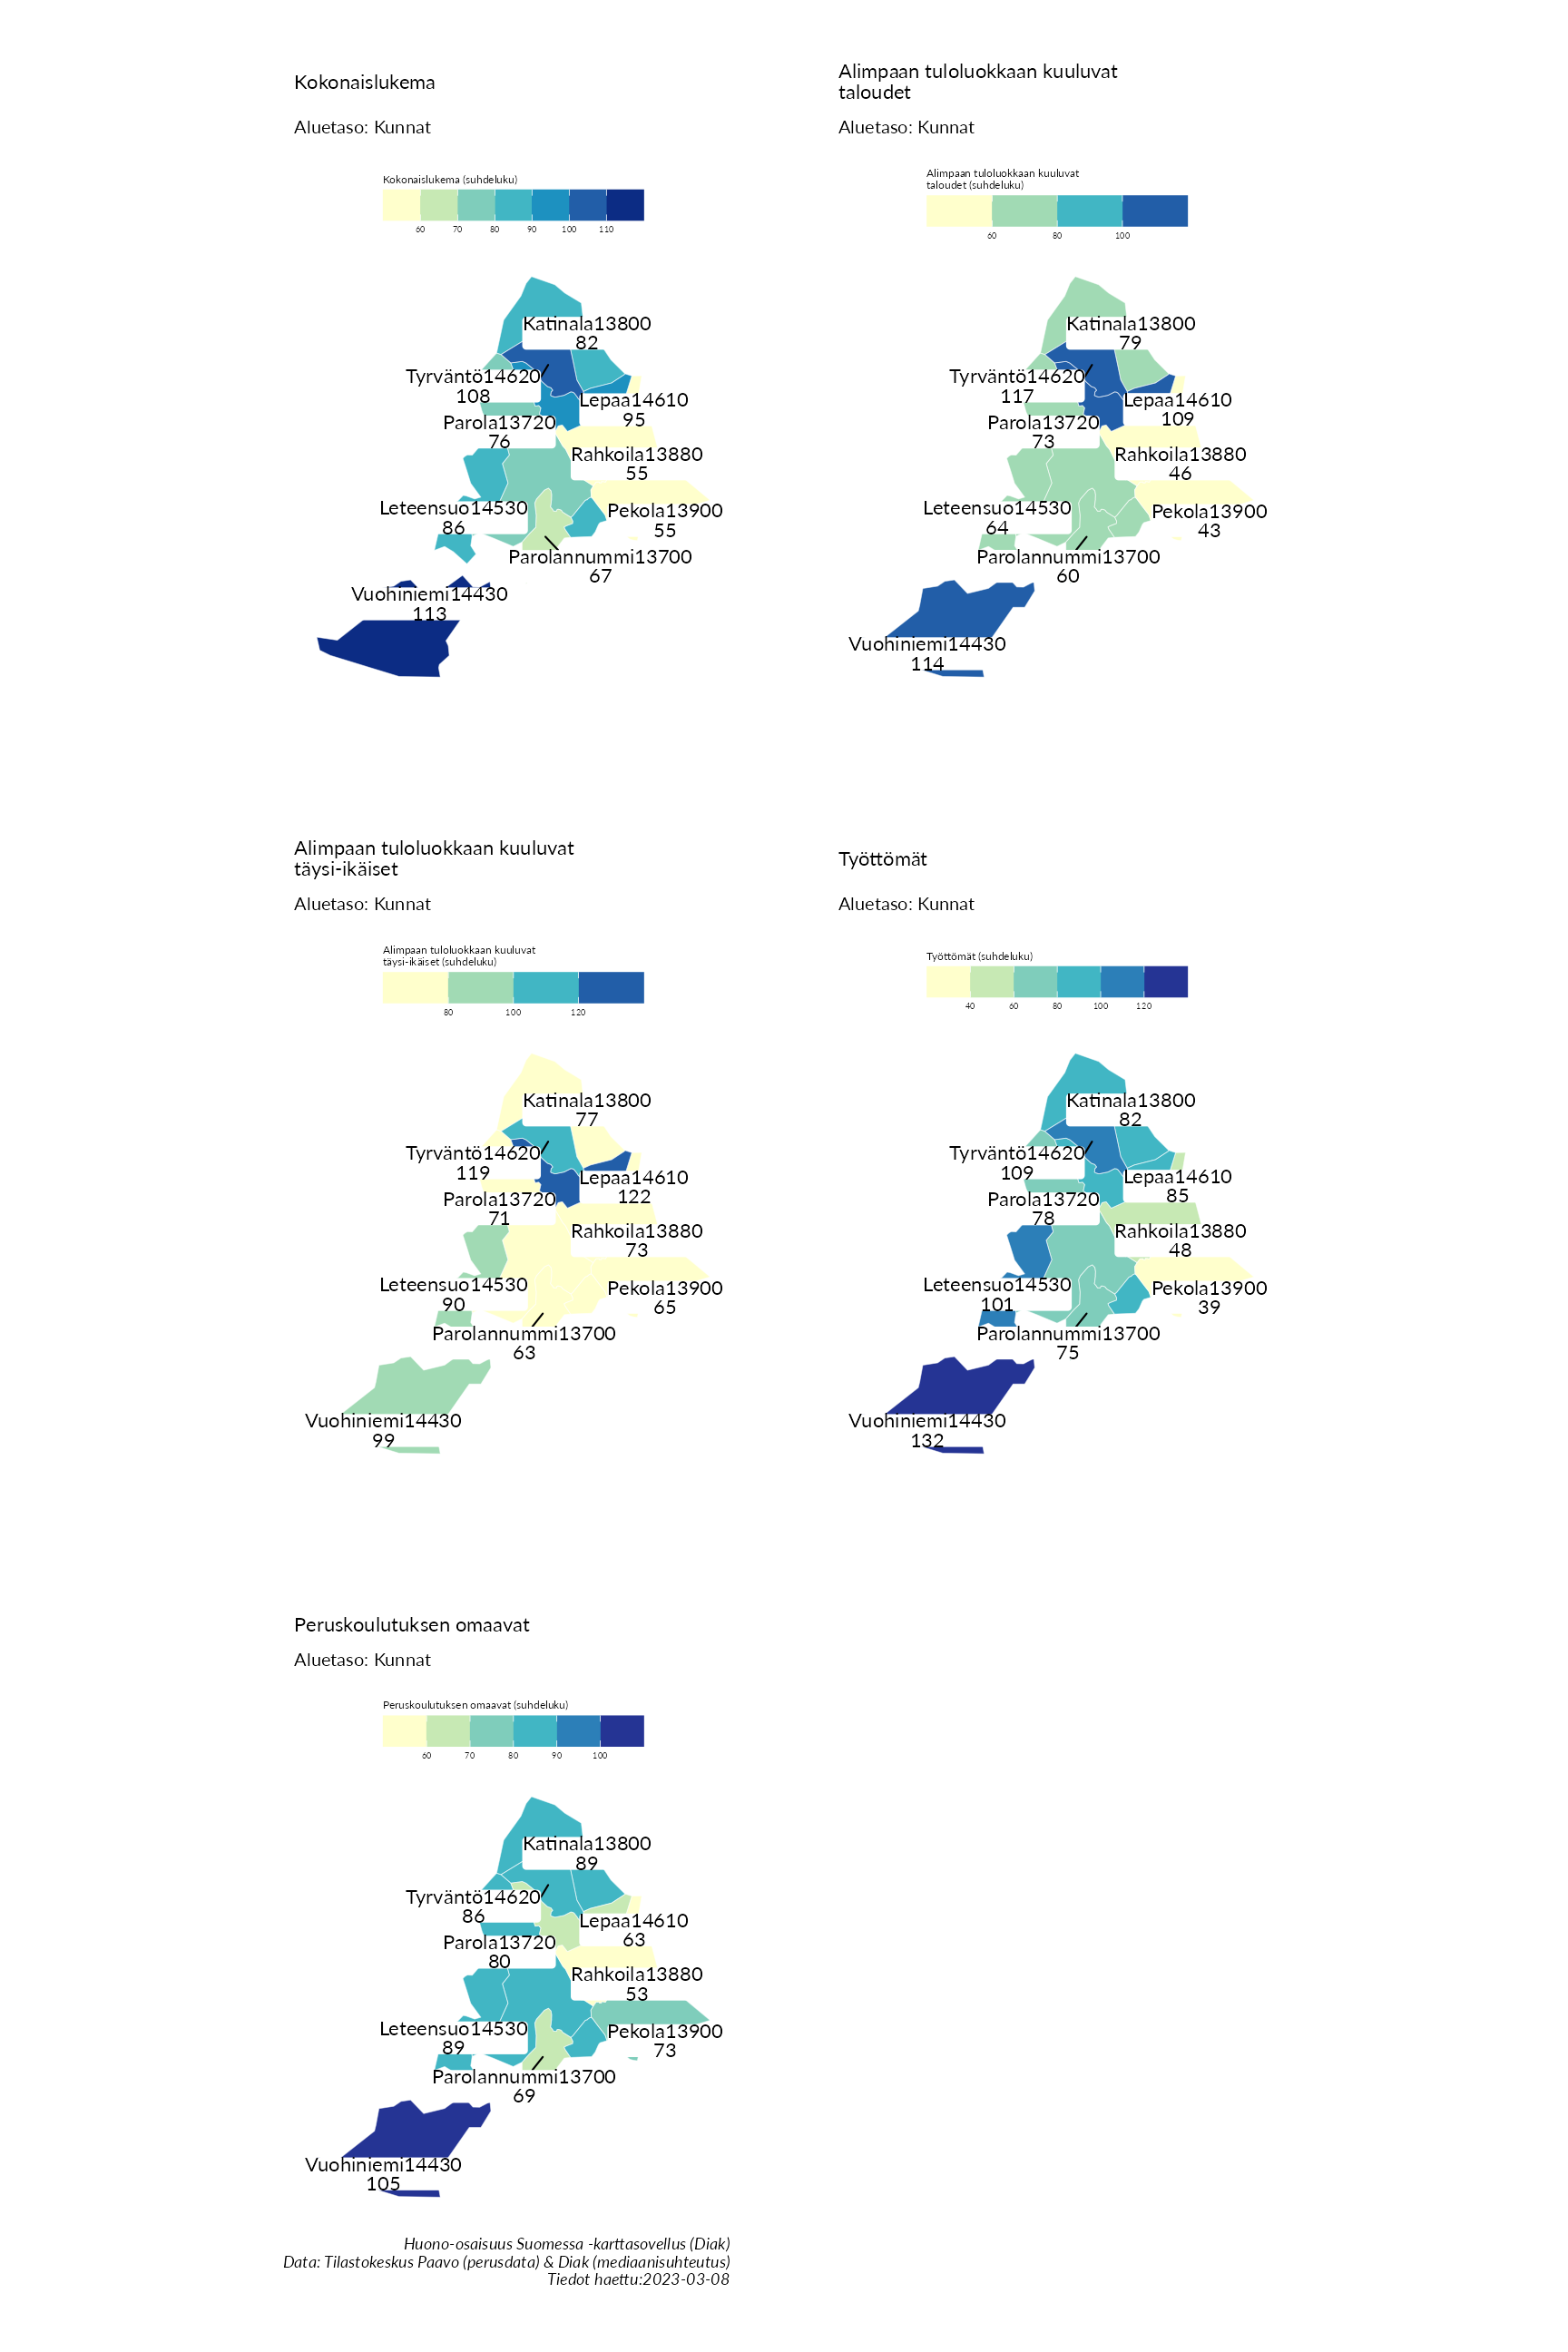 Kokonaislukema
Aluetaso: Kunnat
Kokonaislukema (suhdeluku)
60 70 80 90 100 110
Katinala13800
82
Tyrväntö14620
108
Lepaa14610
95
Parola13720
76
Rahkoila13880
55
Leteensuo14530
86
Pekola13900
55
Parolannummi13700
67
Vuohiniemi14430
113
Alimpaan tuloluokkaan kuuluvat
taloudet
Aluetaso: Kunnat
Alimpaan tuloluokkaan kuuluvat
taloudet (suhdeluku)
60 80 100
Katinala13800
79
Tyrväntö14620
117
Lepaa14610
109
Parola13720
73
Rahkoila13880
46
Leteensuo14530
64
Pekola13900
43
Parolannummi13700
60
Vuohiniemi14430
114
Alimpaan tuloluokkaan kuuluvat
täysi-ikäiset
Aluetaso: Kunnat
Alimpaan tuloluokkaan kuuluvat
täysi-ikäiset (suhdeluku)
80 100 120
Katinala13800
77
Tyrväntö14620
119
Lepaa14610
122
Parola13720
71
Rahkoila13880
73
Leteensuo14530
90
Pekola13900
65
Parolannummi13700
63
Vuohiniemi14430
99
Työttömät
Aluetaso: Kunnat
Työttömät (suhdeluku)
40 60 80 100 120
Katinala13800
82
Tyrväntö14620
109
Lepaa14610
85
Parola13720
78
Rahkoila13880
48
Leteensuo14530
101
Pekola13900
39
Parolannummi13700
75
Vuohiniemi14430
132
Peruskoulutuksen omaavat
Aluetaso: Kunnat
Peruskoulutuksen omaavat (suhdeluku)
60 70 80 90 100
Katinala13800
89
Tyrväntö14620
86
Lepaa14610
63
Parola13720
80
Rahkoila13880
53
Leteensuo14530
89
Pekola13900
73
Parolannummi13700
69
Vuohiniemi14430
105
Huono-osaisuus Suomessa -karttasovellus (Diak)
Data: Tilastokeskus Paavo (perusdata) & Diak (mediaanisuhteutus)
Tiedot haettu:2023-03-08